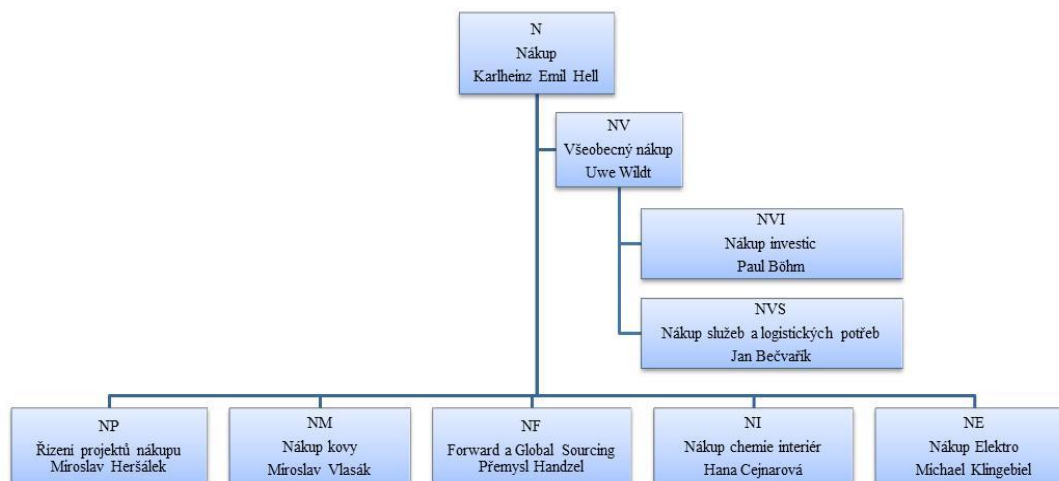 N
Nákup
Karlheinz Emil Hell
NV
Všeobecný nákup
Uwe Wildt
NVI
Nákup investic
Paul Böhm
NVS
Nákup služeb a logistických potřeb
Jan Bečvařík
NP
Řízení projektů nákupu
Miroslav Heršálek
NM
Nákup kovy
Miroslav Vlasák
NF
Forward a Global Sourcing
Přemysl Handzel
NI
Nákup chemie interiér
Hana Cejnarová
NE
Nákup Elektro
Michael Klingebiel